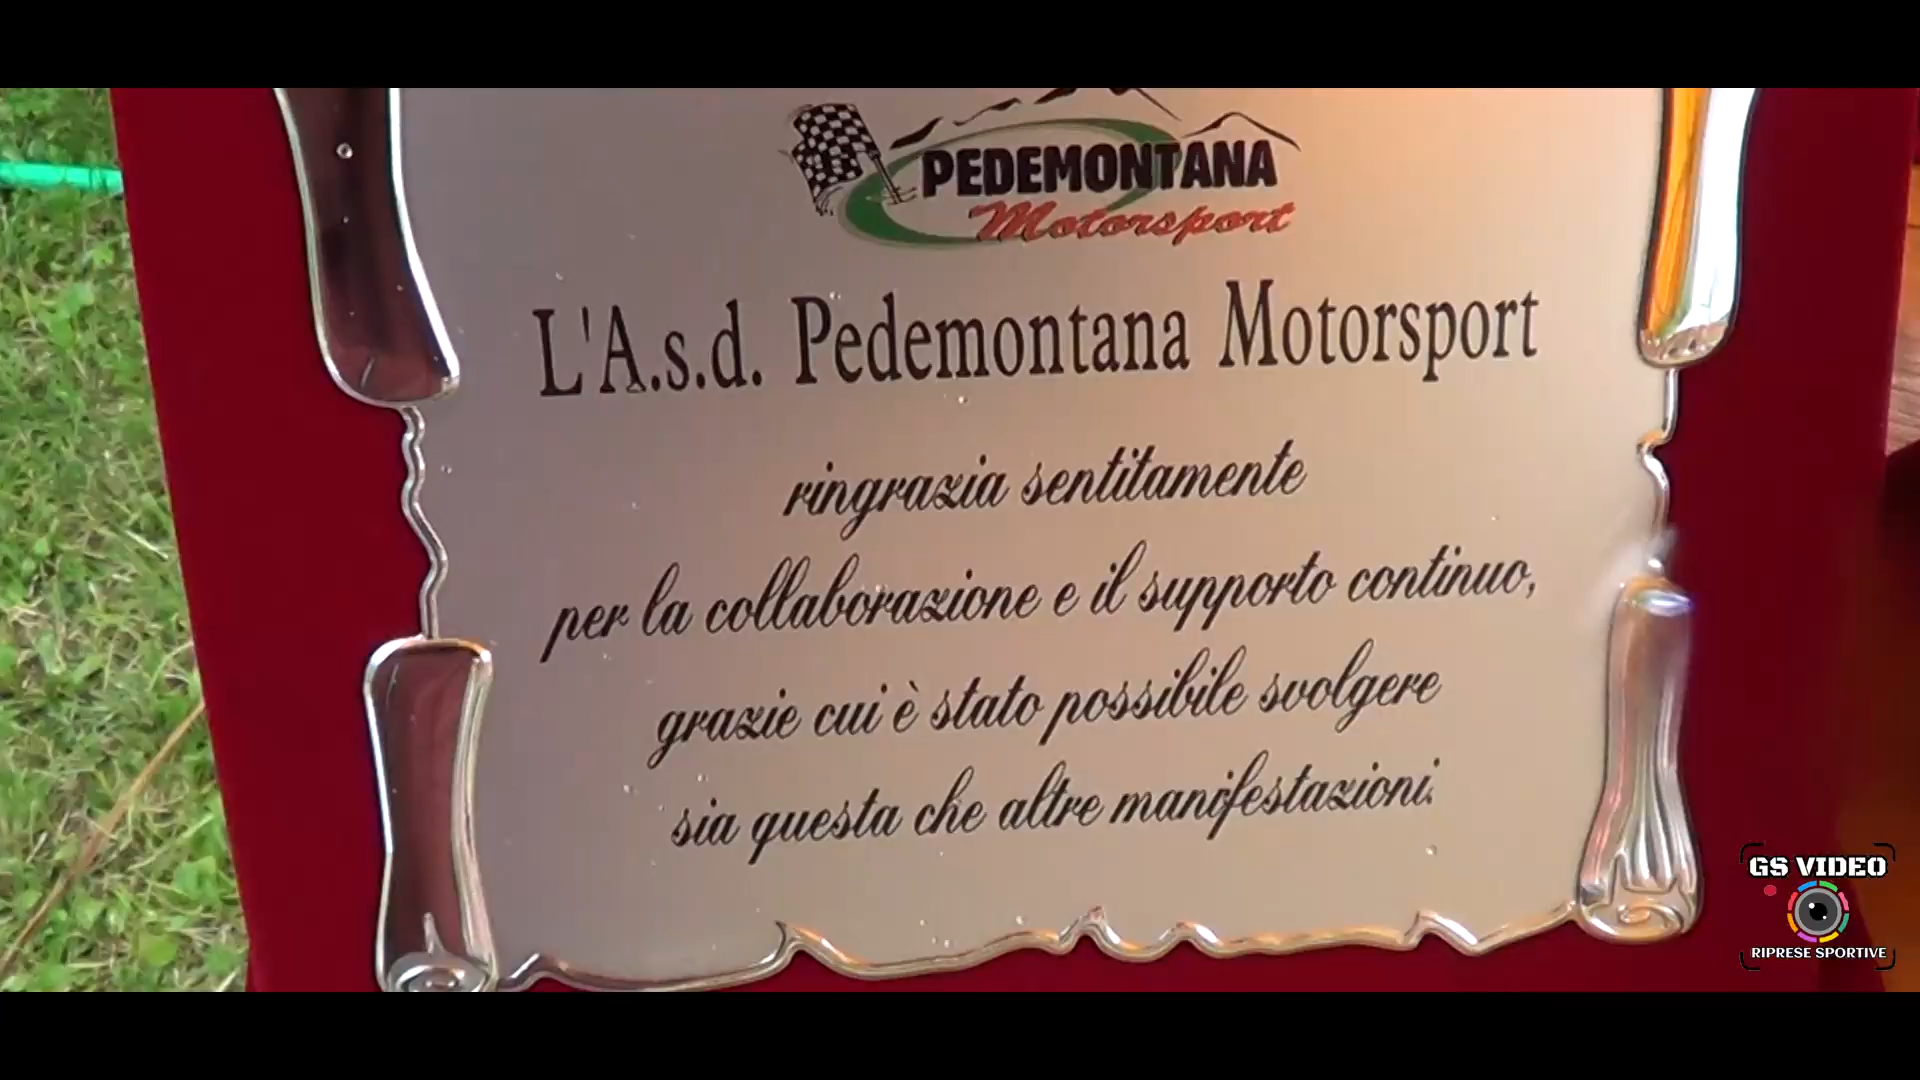 PEDEMONTANA
Motorsport
L'A.s.d. Pedemontana Motorsport
ringrazia sentitamente
per la collaborazione e il supporto continuo,
grazie cui è stato possibile svolgere
sia questa che altre manifestazioni.
GS VIDEO
RIPRESE SPORTIVE